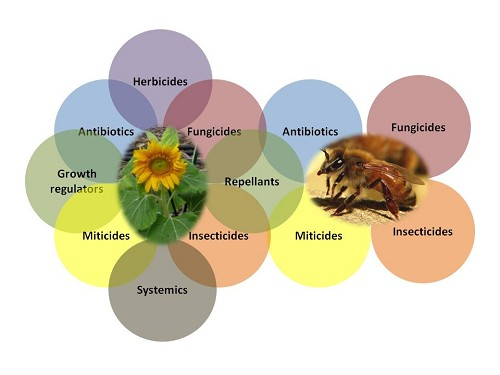 Herbicides
Antibiotics
Fungicides
Antibiotics
Fungicides
Growth
regulators
Repellants
Miticides
Insecticides
Miticides
Insecticides
Systemics